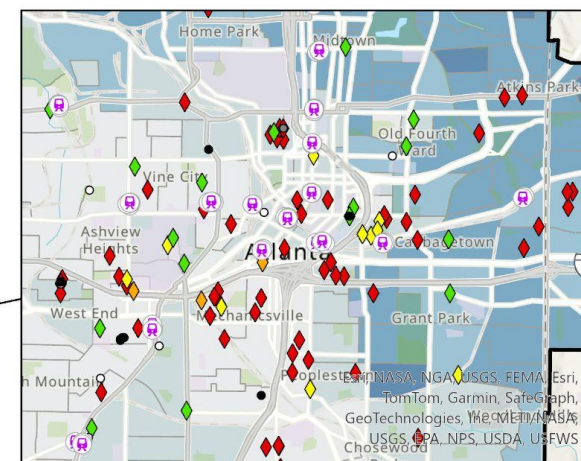 Home Park
Midtown
Atkins Park
Old Fourth
Ward
Vine City
Ashview
Heights
Atlanta
Cabbagetown
West End
Mechanicsville
Grant Park
Peoplestown
h Mountain
Esri, NASA, NGA, USGS, FEMA, Esri,
TomTom, Garmin, SafeGraph,
GeoTechnologies, Inc, METI/NASA,
USGS, EPA, NPS, USDA, USFWS
Chosewood